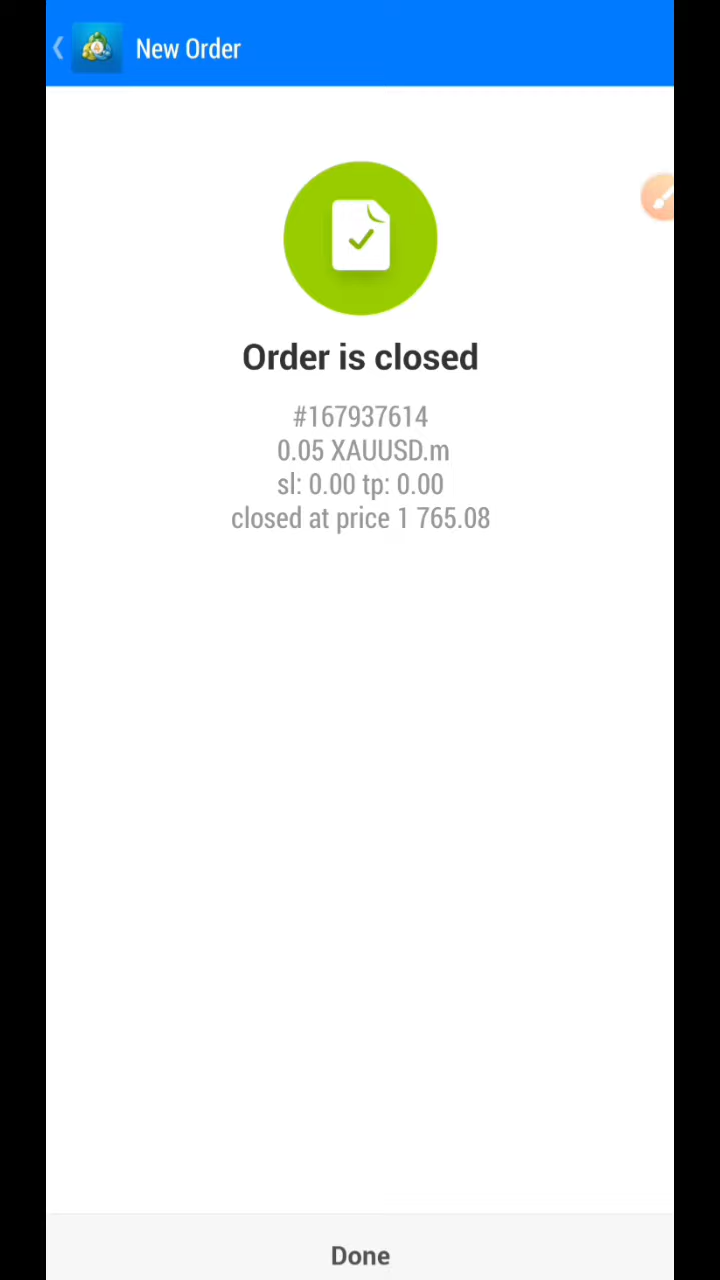 New Order
Order is closed
#167937614
0.05 XAUUSD.m
sl: 0.00 tp: 0.00
closed at price 1 765.08
Done